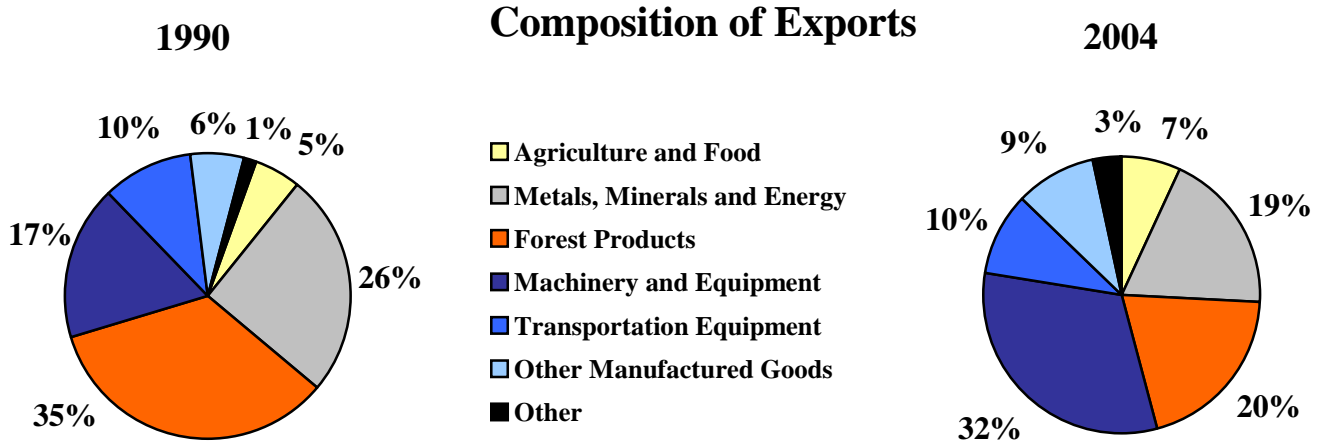 Composition of Exports
1990
10%
6%
1%
5%
17%
26%
35%
Agriculture and Food
Metals, Minerals and Energy
Forest Products
Machinery and Equipment
Transportation Equipment
Other Manufactured Goods
Other
2004
3%
7%
9%
10%
19%
32%
20%